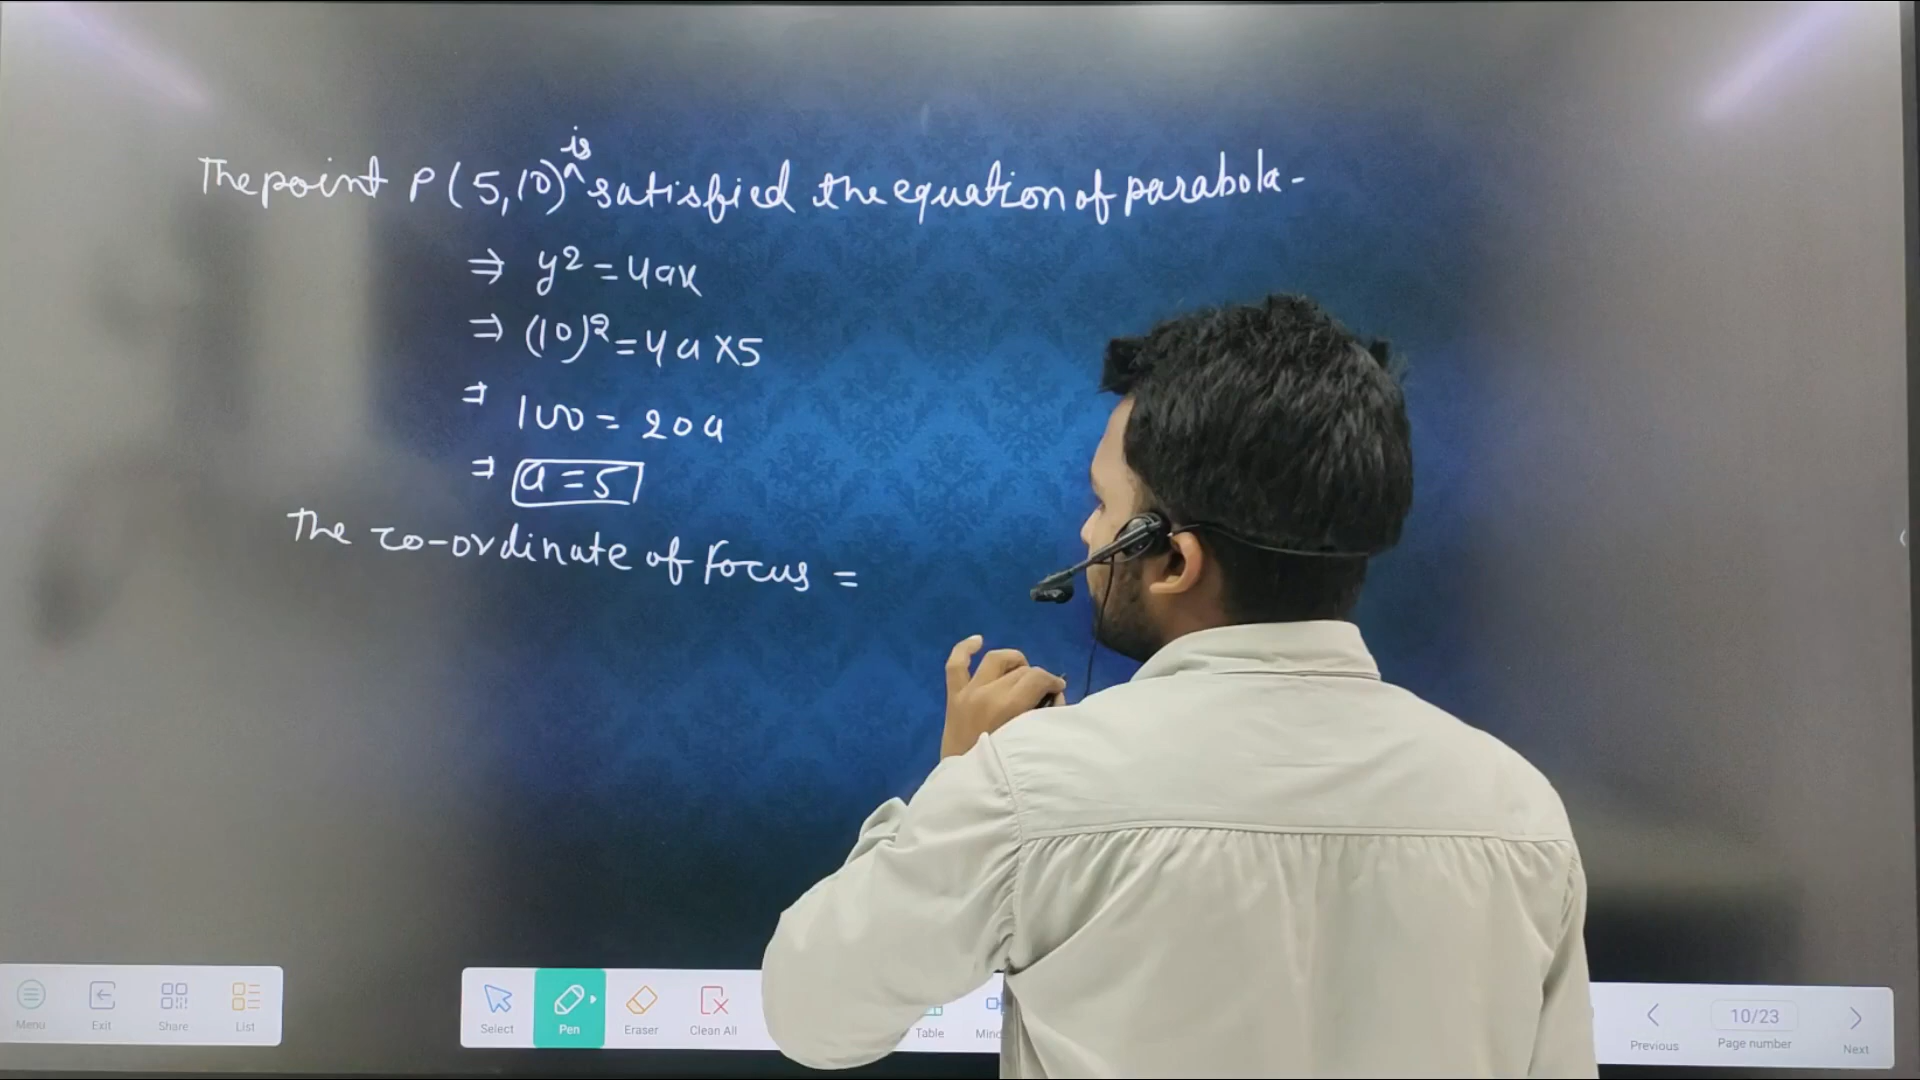 The point P(5,10) is satisfied the equation of parabola-
⇒ y² = 4ax
⇒ (10)² = 4a×5
⇒ 100 = 20a
⇒ a = 5
The co-ordinate of Focus =
Menu Exit Share List Select Pen Eraser Clean All Table Previous 10/23 Page number Next